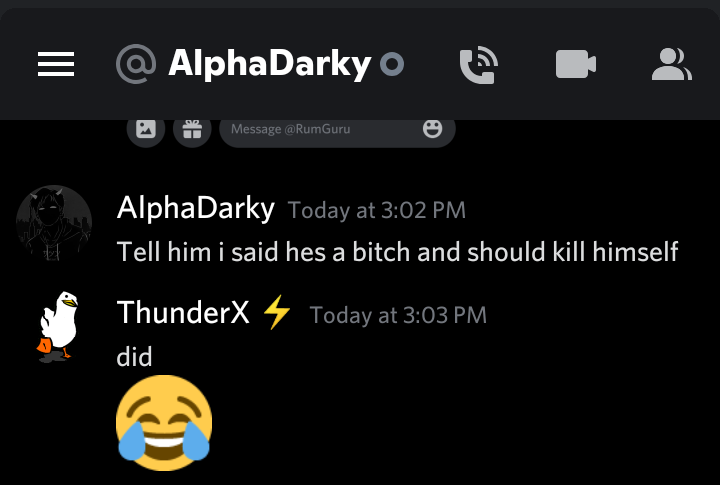 @ AlphaDarky
Message @RumGuru
AlphaDarky Today at 3:02 PM
Tell him i said hes a bitch and should kill himself
ThunderX ⚡ Today at 3:03 PM
did
😂